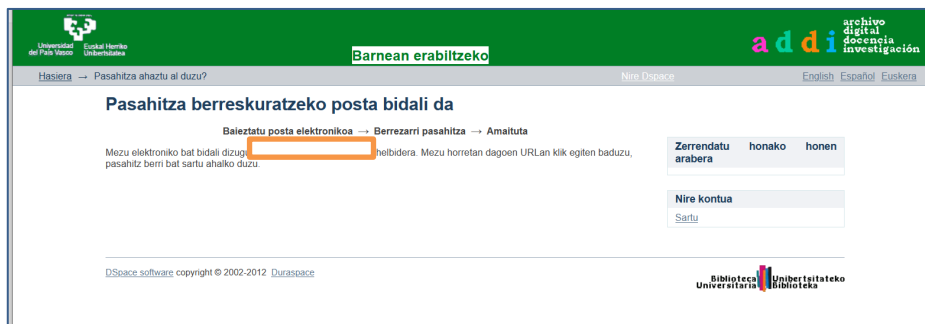 Universidad del País Vasco
Euskal Herriko Unibertsitatea
Barnean erabiltzeko
addi
archivo
digital
docencia
investigación
Hasiera → Pasahitza ahaztu al duzu?
Nire Dspace
English Español Euskera
Pasahitza berreskuratzeko posta bidali da
Baieztatu posta elektronikoa → Berrezarri pasahitza → Amaituta
Mezu elektroniko bat bidali dizugu helbidera. Mezu horretan dagoen URLan klik egiten baduzu,
pasahitz berri bat sartu ahalko duzu.
Zerrendatu honako honen
arabera
Nire kontua
Sartu
DSpace software copyright © 2002-2012 Duraspace
Biblioteca Unibertsitateko
Universitaria Biblioteka